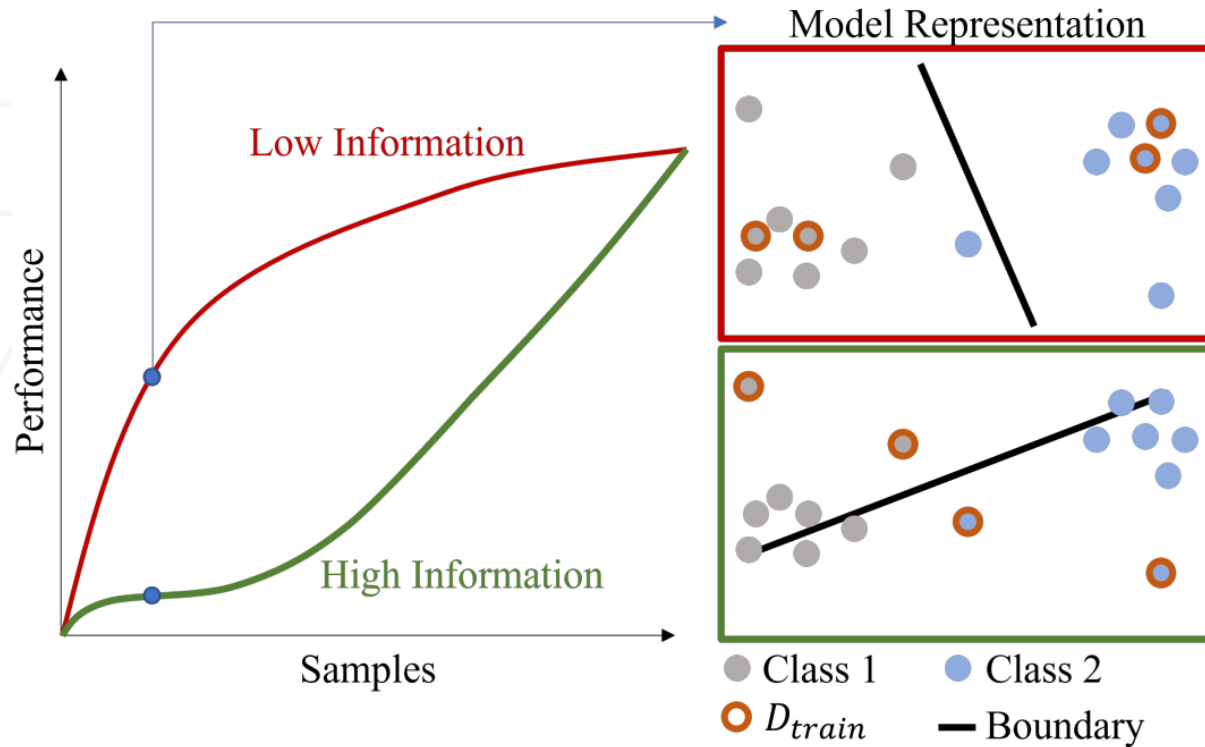 Model Representation
Low Information
Performance
High Information
Samples
Class 1
Class 2
D_train
Boundary